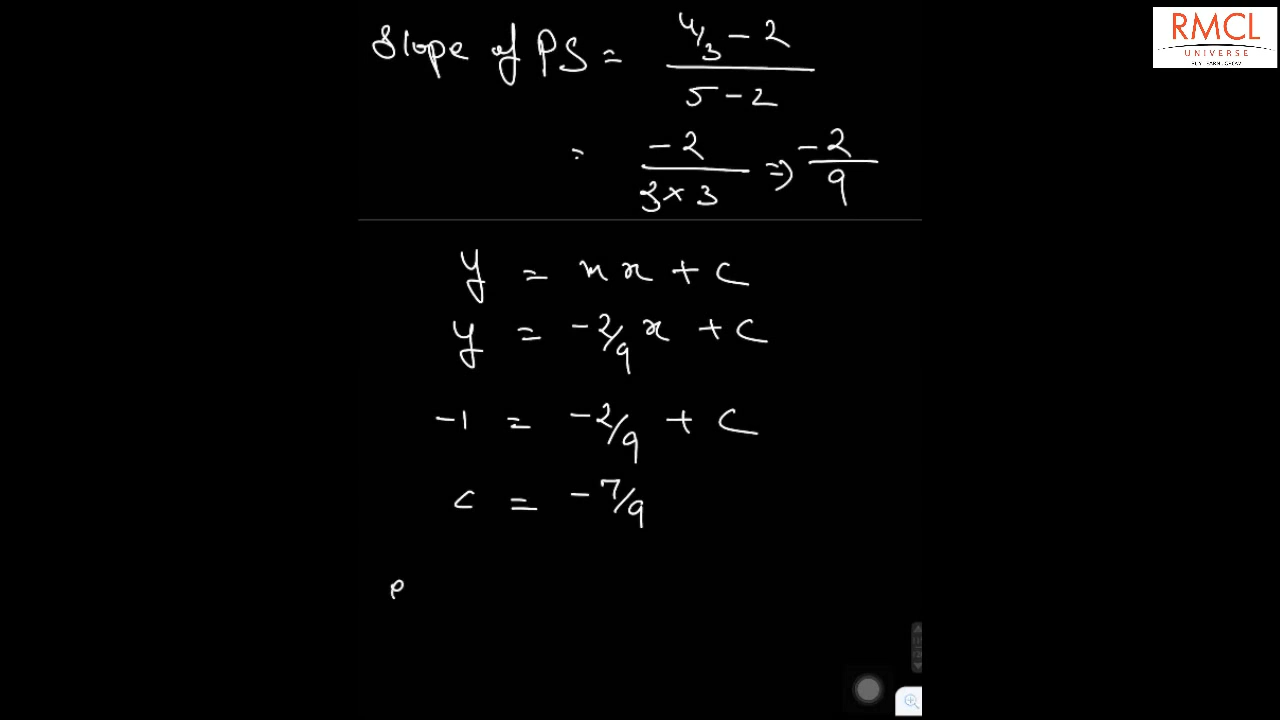 RMCL
UNIVERSE
Slope of PS = 4/3 - 2
5 - 2
= -2 / 3 × 3 ⇒ -2 / 9
y = mx + c
y = -2/9 x + c
-1 = -2/9 + c
c = -7/9
e